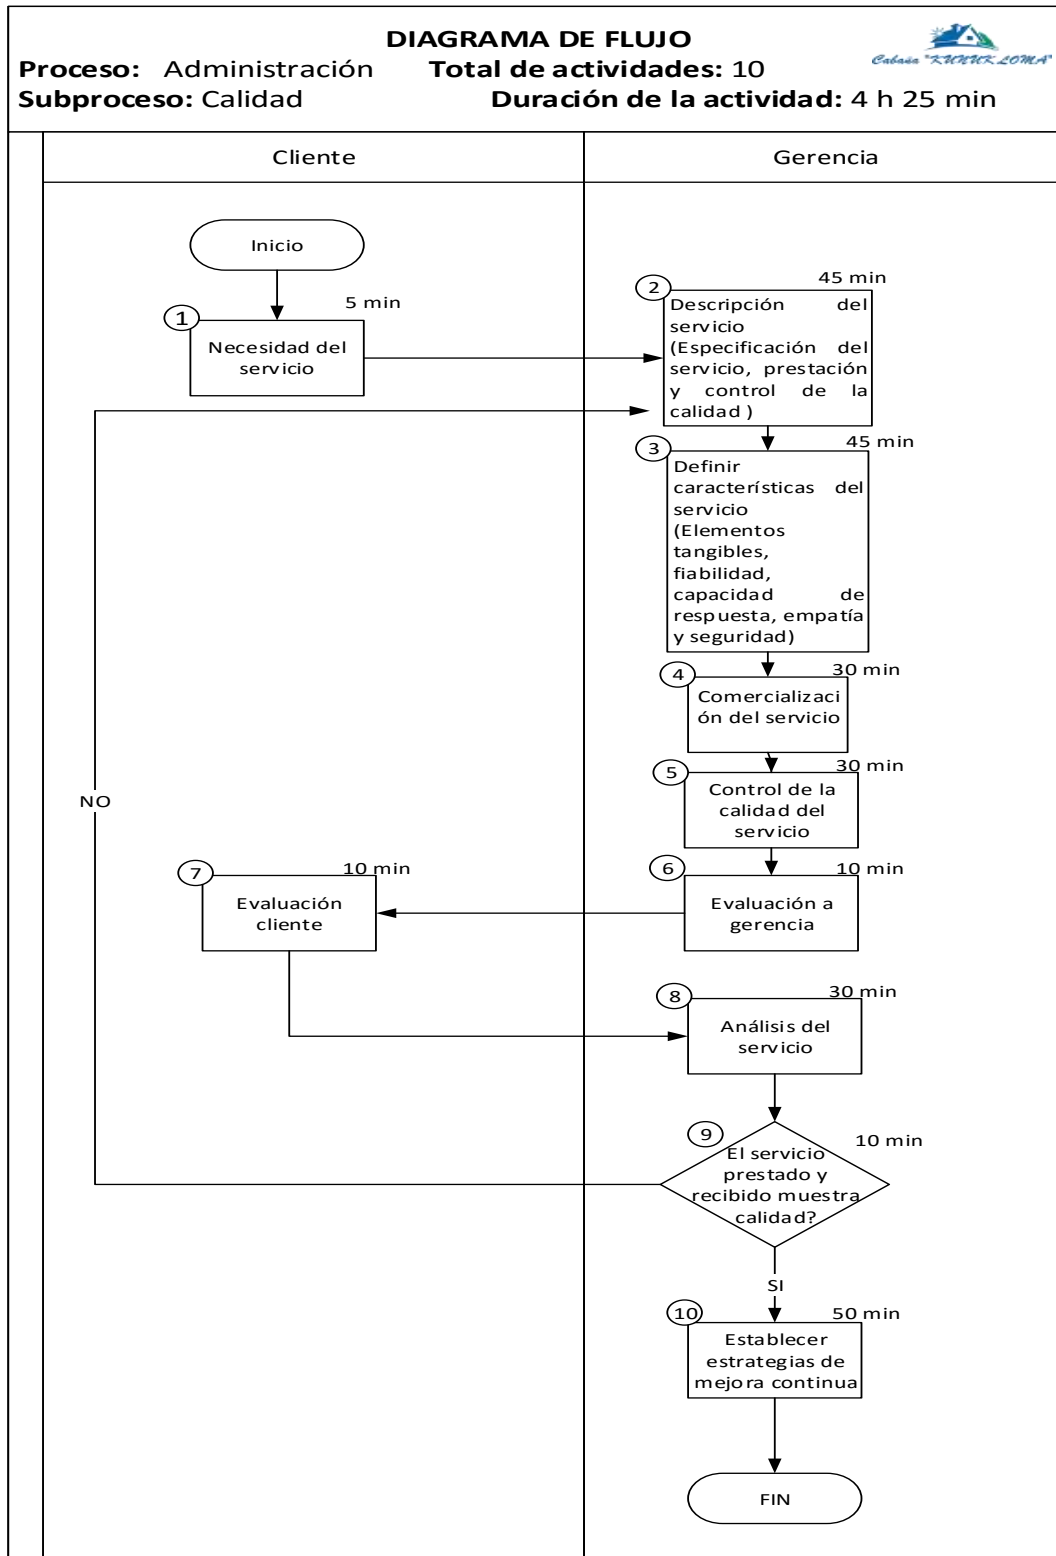 DIAGRAMA DE FLUJO
Cabaña "KUNUK LOMA"
Proceso: Administración Total de actividades: 10
Subproceso: Calidad Duración de la actividad: 4 h 25 min
Cliente
Gerencia
Inicio
5 min
1
Necesidad del
servicio
45 min
2
Descripción del
servicio
(Especificación del
servicio, prestación
y control de la
calidad )
45 min
3
Definir
características del
servicio
(Elementos
tangibles,
fiabilidad,
capacidad de
respuesta, empatía
y seguridad)
30 min
4
Comercializaci
ón del servicio
30 min
5
Control de la
calidad del
servicio
NO
10 min
6
Evaluación a
gerencia
10 min
7
Evaluación
cliente
30 min
8
Análisis del
servicio
9
10 min
El servicio
prestado y
recibido muestra
calidad?
SI
50 min
10
Establecer
estrategias de
mejora continua
FIN